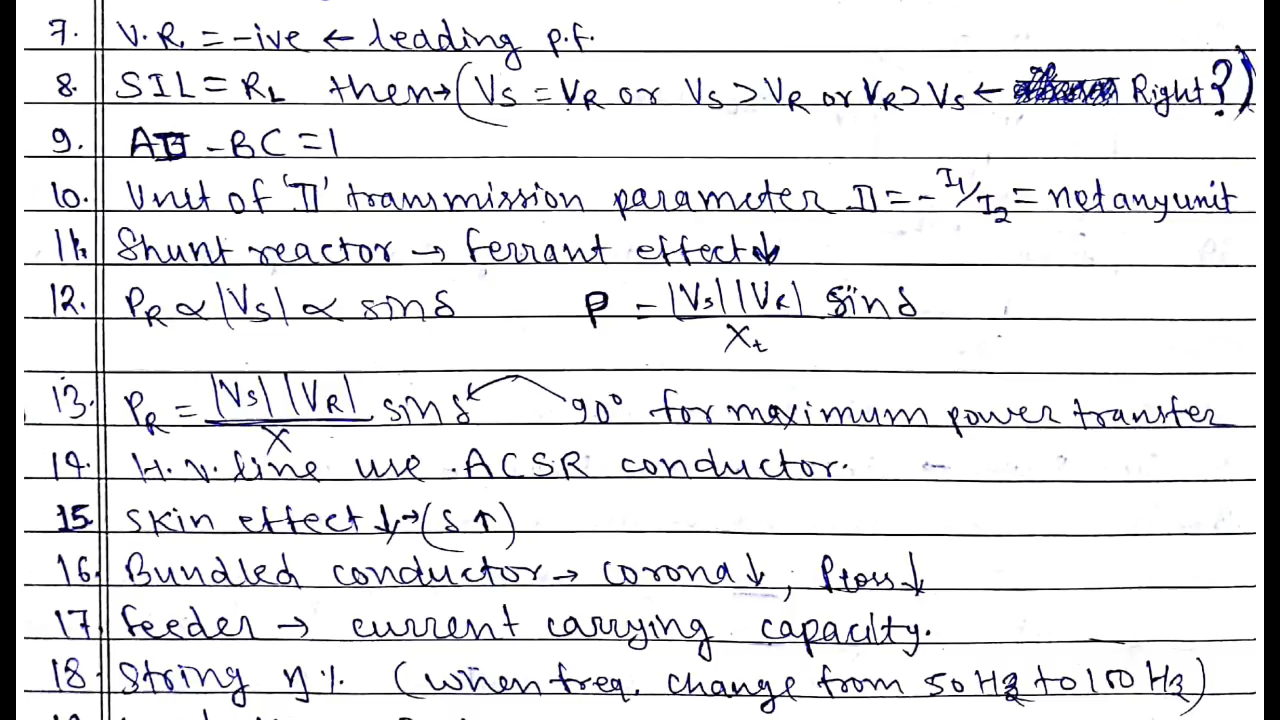 7. V.R. = -ive ← leading p.f.
8. SIL = RL then → (VS = VR or VS > VR or VR > VS ← Right?)
9. AD - BC = 1
10. Unit of 'D' transmission parameter D = - I1/I2 = not any unit
11. Shunt reactor → ferrant effect ↓
12. PR ∝ |VS| ∝ sin δ P = |VS| |VR| / Xt sin δ
13. PR = |VS| |VR| / X sin δ ← 90° for maximum power transfer
14. H.V. line use ACSR conductor.
15. Skin effect ↓ → (δ ↑)
16. Bundled conductor → corona ↓, Ploss ↓
17. feeder → current carrying capacity.
18. String η %. (when freq. change from 50 Hz to 100 Hz)